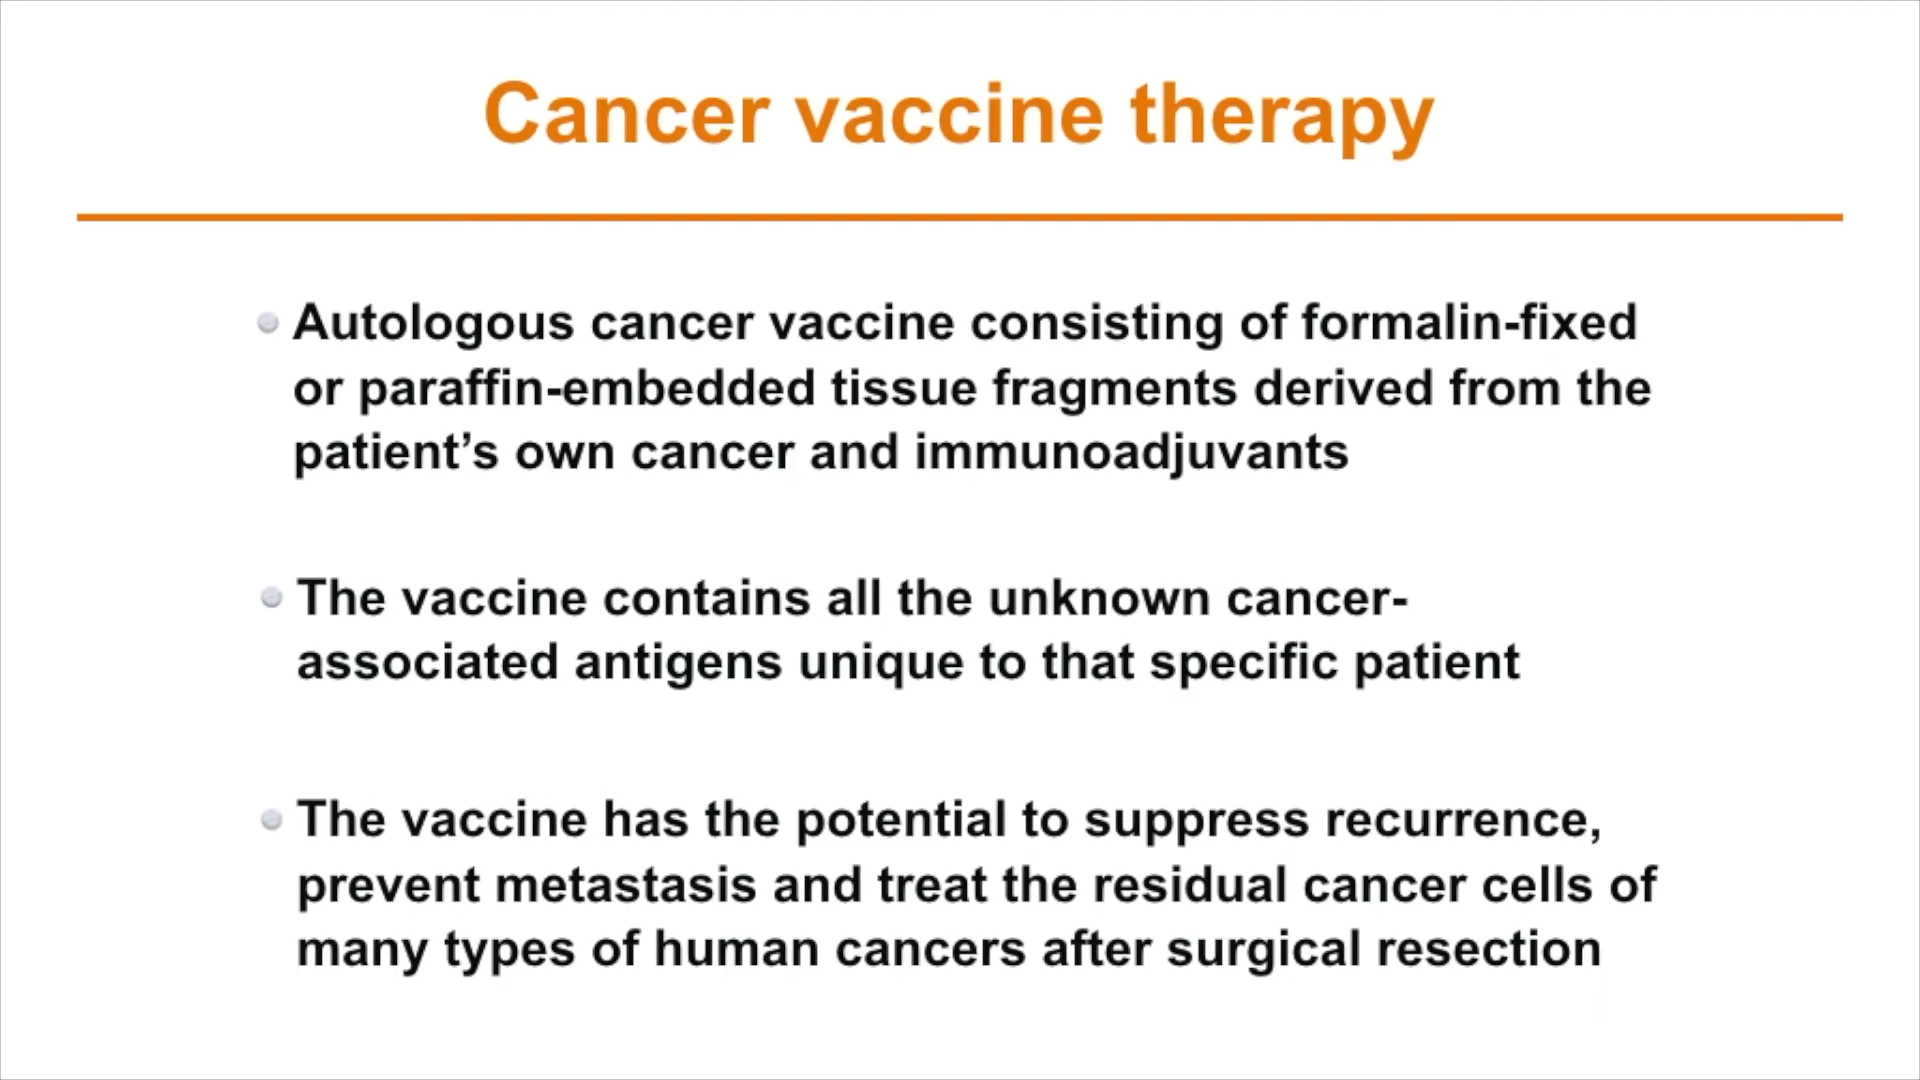 Cancer vaccine therapy
Autologous cancer vaccine consisting of formalin-fixed
or paraffin-embedded tissue fragments derived from the
patient’s own cancer and immunoadjuvants
The vaccine contains all the unknown cancer-
associated antigens unique to that specific patient
The vaccine has the potential to suppress recurrence,
prevent metastasis and treat the residual cancer cells of
many types of human cancers after surgical resection